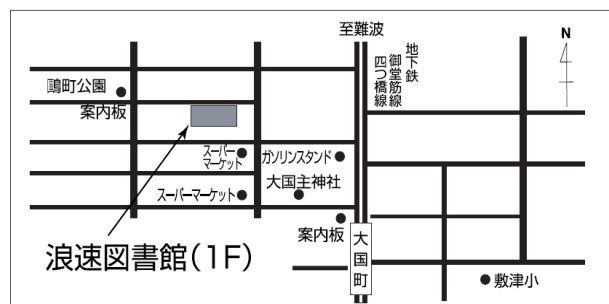 至難波
N
地下鉄
御堂筋線
四つ橋線
鷗町公園
案内板
スーパー
マーケット
ガソリンスタンド
大国主神社
スーパーマーケット
案内板
浪速図書館(1F)
大国町
敷津小